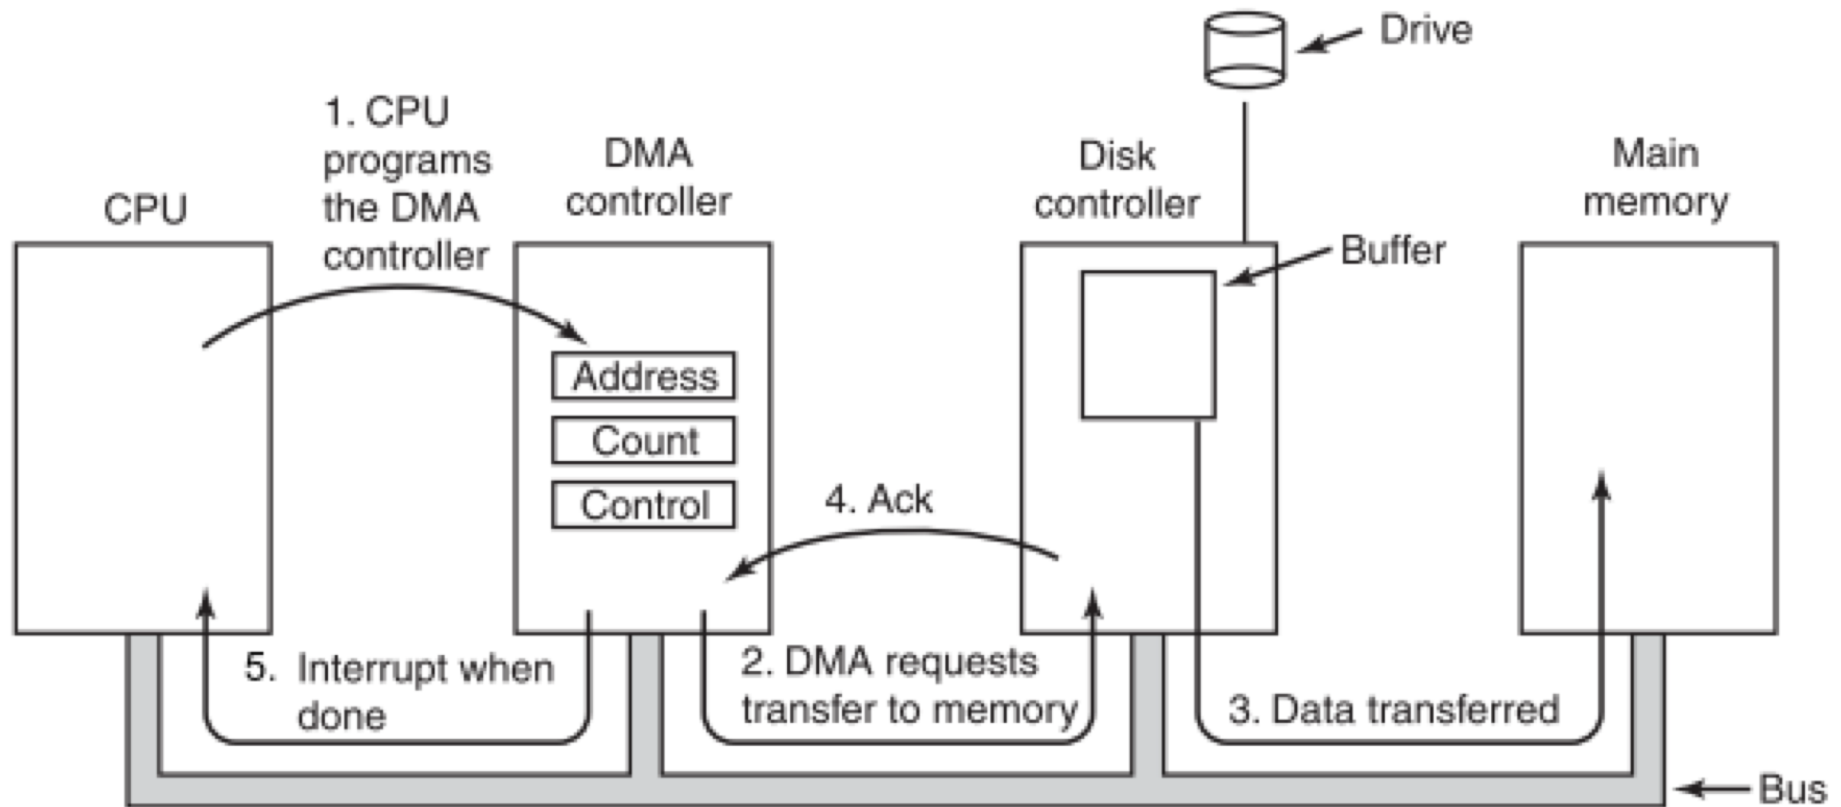 Drive
1. CPU
programs
the DMA
controller
CPU
DMA
controller
Disk
controller
Main
memory
Buffer
Address
Count
Control
4. Ack
5. Interrupt when
done
2. DMA requests
transfer to memory
3. Data transferred
Bus